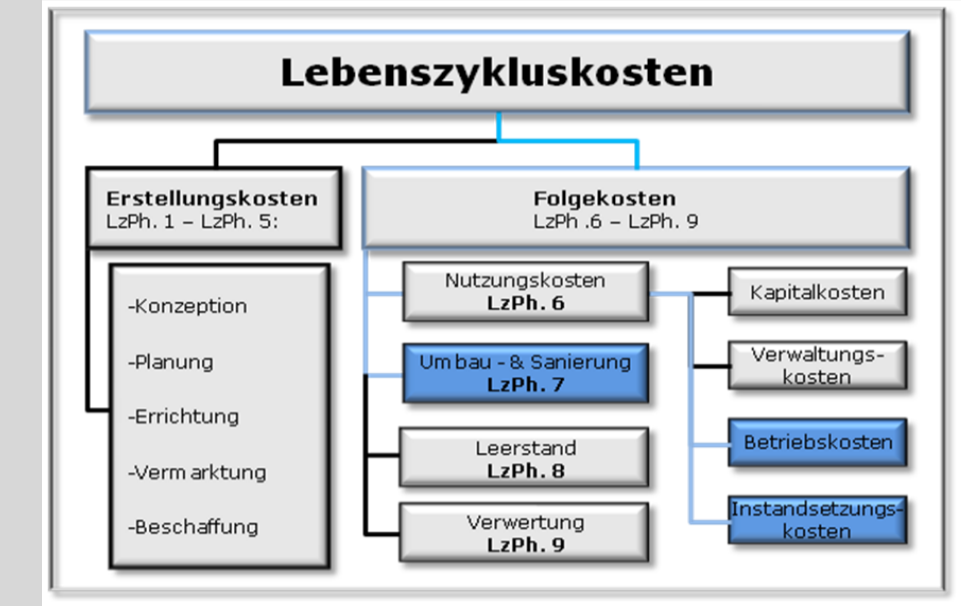 Lebenszykluskosten
Erstellungskosten
LzPh. 1 – LzPh. 5:
-Konzeption
-Planung
-Errichtung
-Vermarktung
-Beschaffung
Folgekosten
LzPh .6 – LzPh. 9
Nutzungskosten
LzPh. 6
Umbau - & Sanierung
LzPh. 7
Leerstand
LzPh. 8
Verwertung
LzPh. 9
Kapitalkosten
Verwaltungs-
kosten
Betriebskosten
Instandsetzungs-
kosten